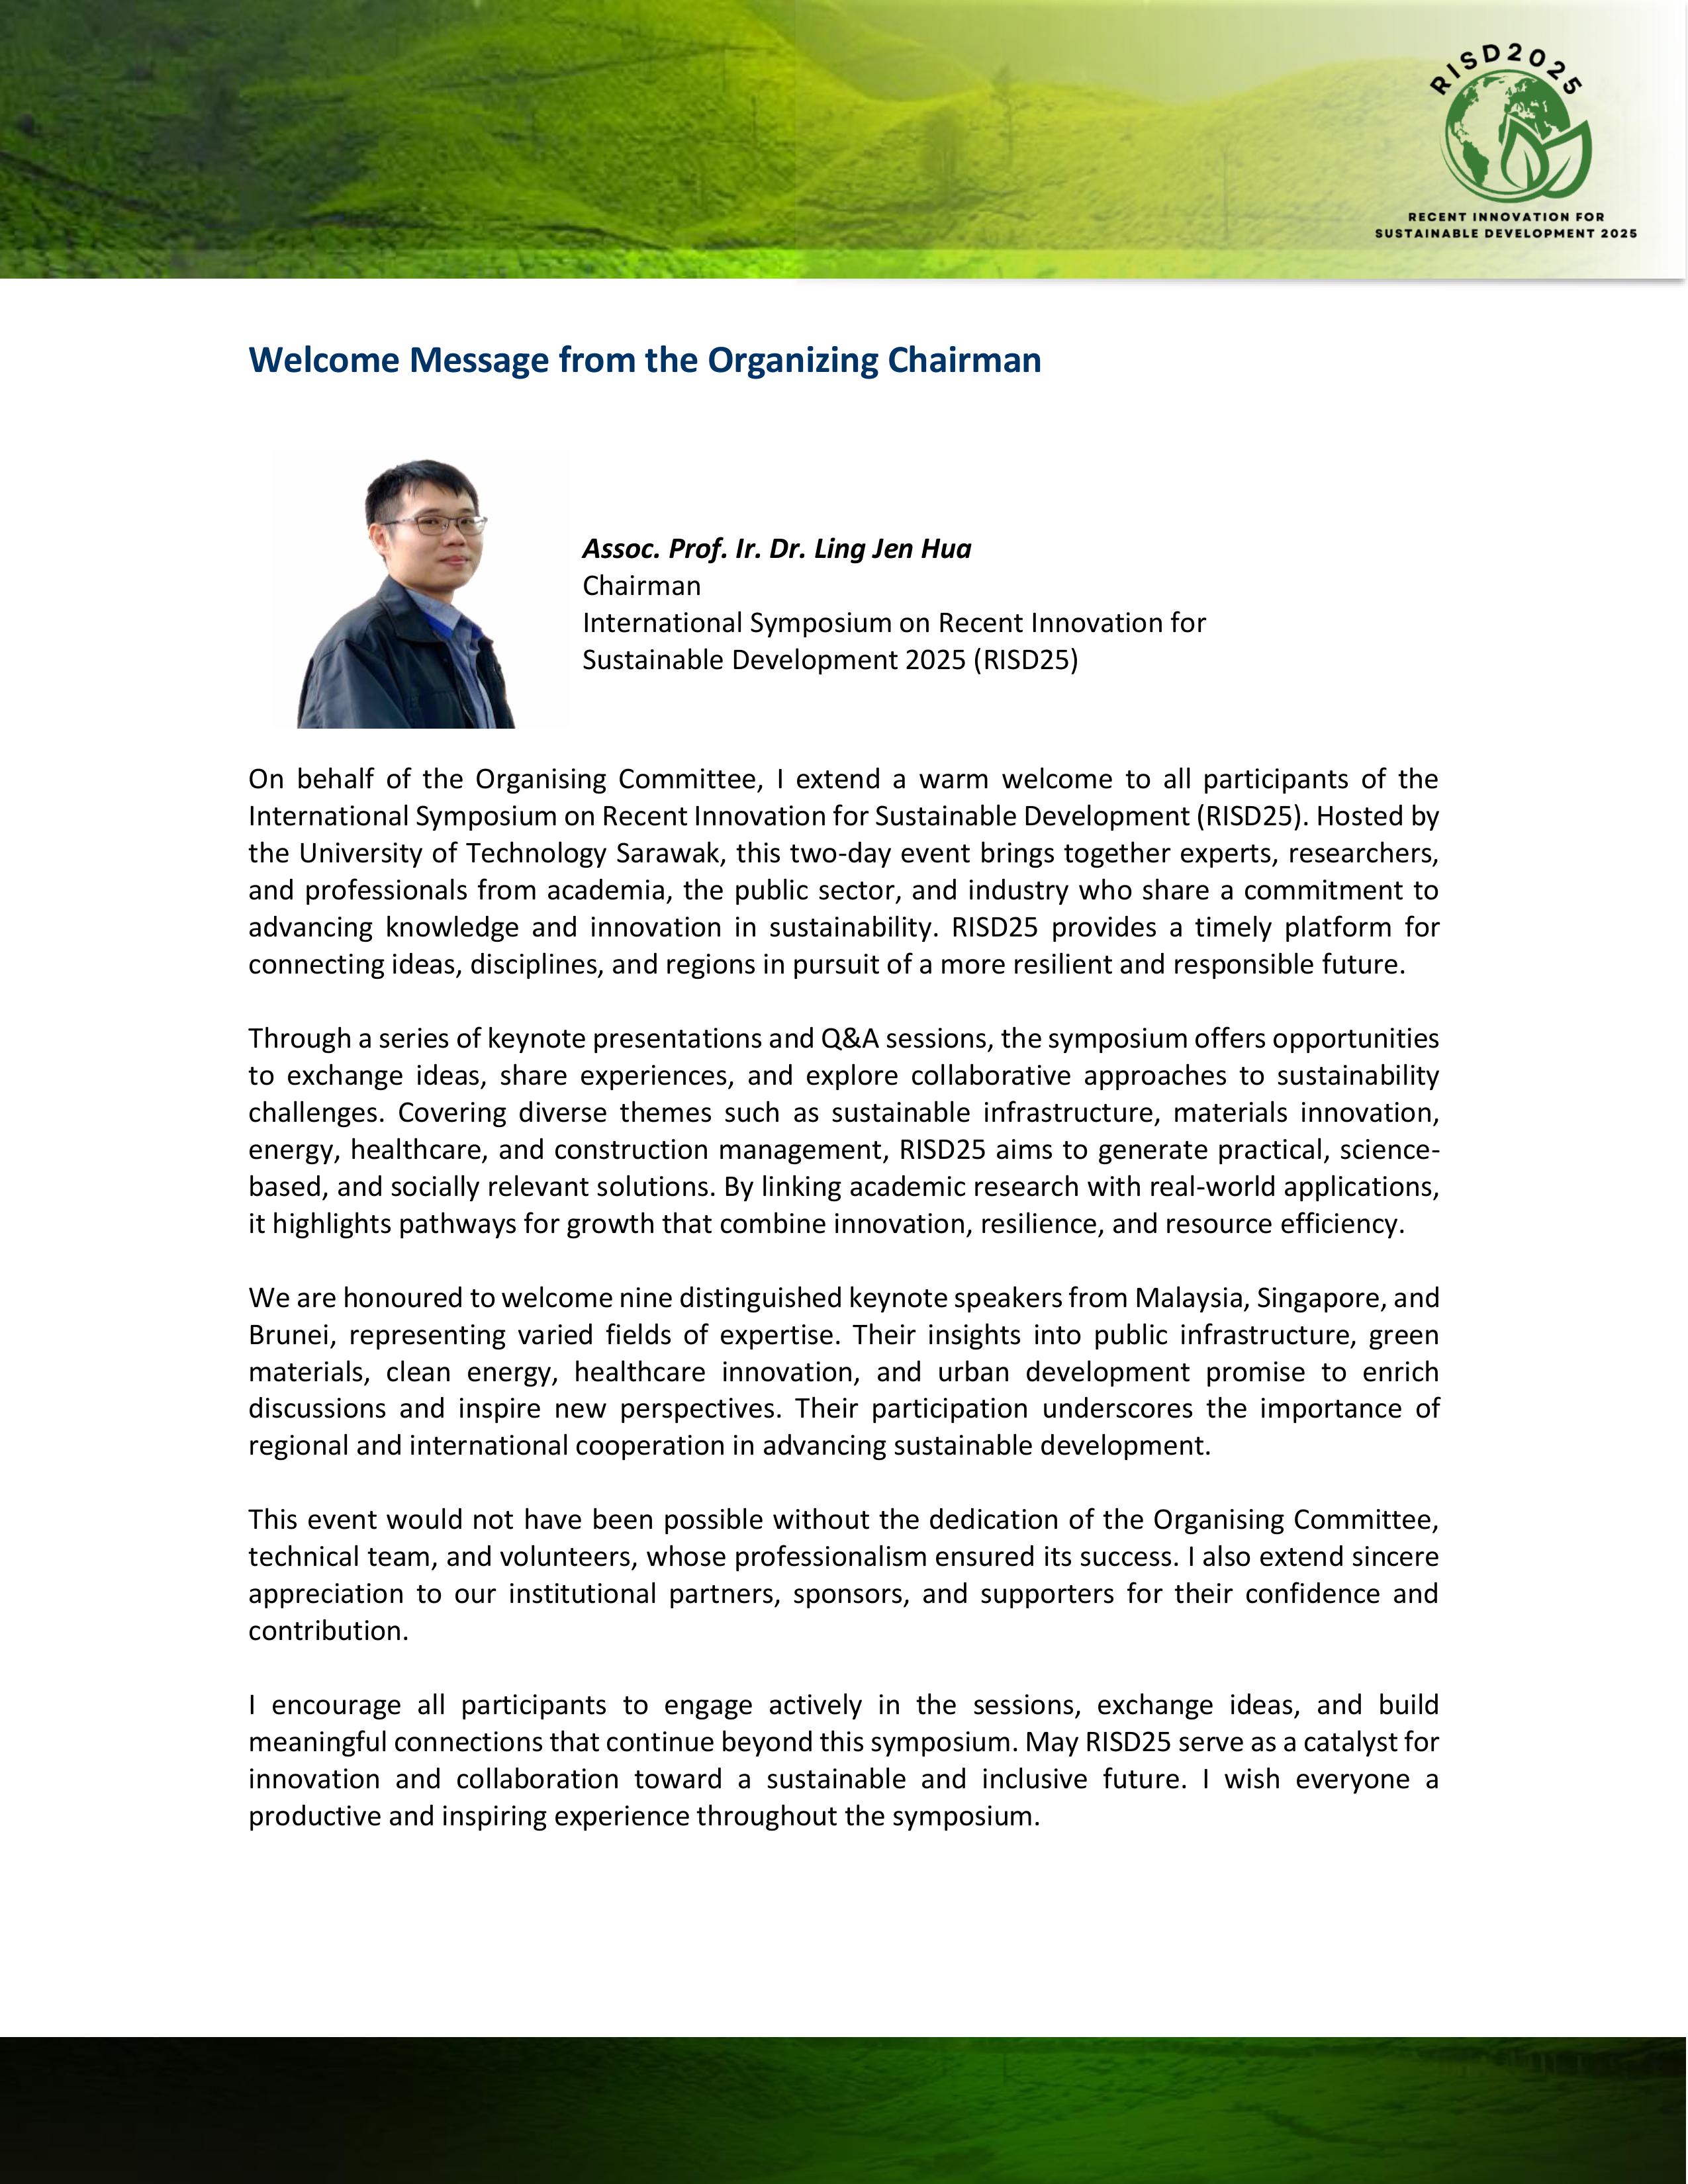 RISD2025
RECENT INNOVATION FOR
SUSTAINABLE DEVELOPMENT 2025
Welcome Message from the Organizing Chairman
Assoc. Prof. Ir. Dr. Ling Jen Hua
Chairman
International Symposium on Recent Innovation for
Sustainable Development 2025 (RISD25)
On behalf of the Organising Committee, I extend a warm welcome to all participants of the
International Symposium on Recent Innovation for Sustainable Development (RISD25). Hosted by
the University of Technology Sarawak, this two-day event brings together experts, researchers,
and professionals from academia, the public sector, and industry who share a commitment to
advancing knowledge and innovation in sustainability. RISD25 provides a timely platform for
connecting ideas, disciplines, and regions in pursuit of a more resilient and responsible future.
Through a series of keynote presentations and Q&A sessions, the symposium offers opportunities
to exchange ideas, share experiences, and explore collaborative approaches to sustainability
challenges. Covering diverse themes such as sustainable infrastructure, materials innovation,
energy, healthcare, and construction management, RISD25 aims to generate practical, science-
based, and socially relevant solutions. By linking academic research with real-world applications,
it highlights pathways for growth that combine innovation, resilience, and resource efficiency.
We are honoured to welcome nine distinguished keynote speakers from Malaysia, Singapore, and
Brunei, representing varied fields of expertise. Their insights into public infrastructure, green
materials, clean energy, healthcare innovation, and urban development promise to enrich
discussions and inspire new perspectives. Their participation underscores the importance of
regional and international cooperation in advancing sustainable development.
This event would not have been possible without the dedication of the Organising Committee,
technical team, and volunteers, whose professionalism ensured its success. I also extend sincere
appreciation to our institutional partners, sponsors, and supporters for their confidence and
contribution.
I encourage all participants to engage actively in the sessions, exchange ideas, and build
meaningful connections that continue beyond this symposium. May RISD25 serve as a catalyst for
innovation and collaboration toward a sustainable and inclusive future. I wish everyone a
productive and inspiring experience throughout the symposium.